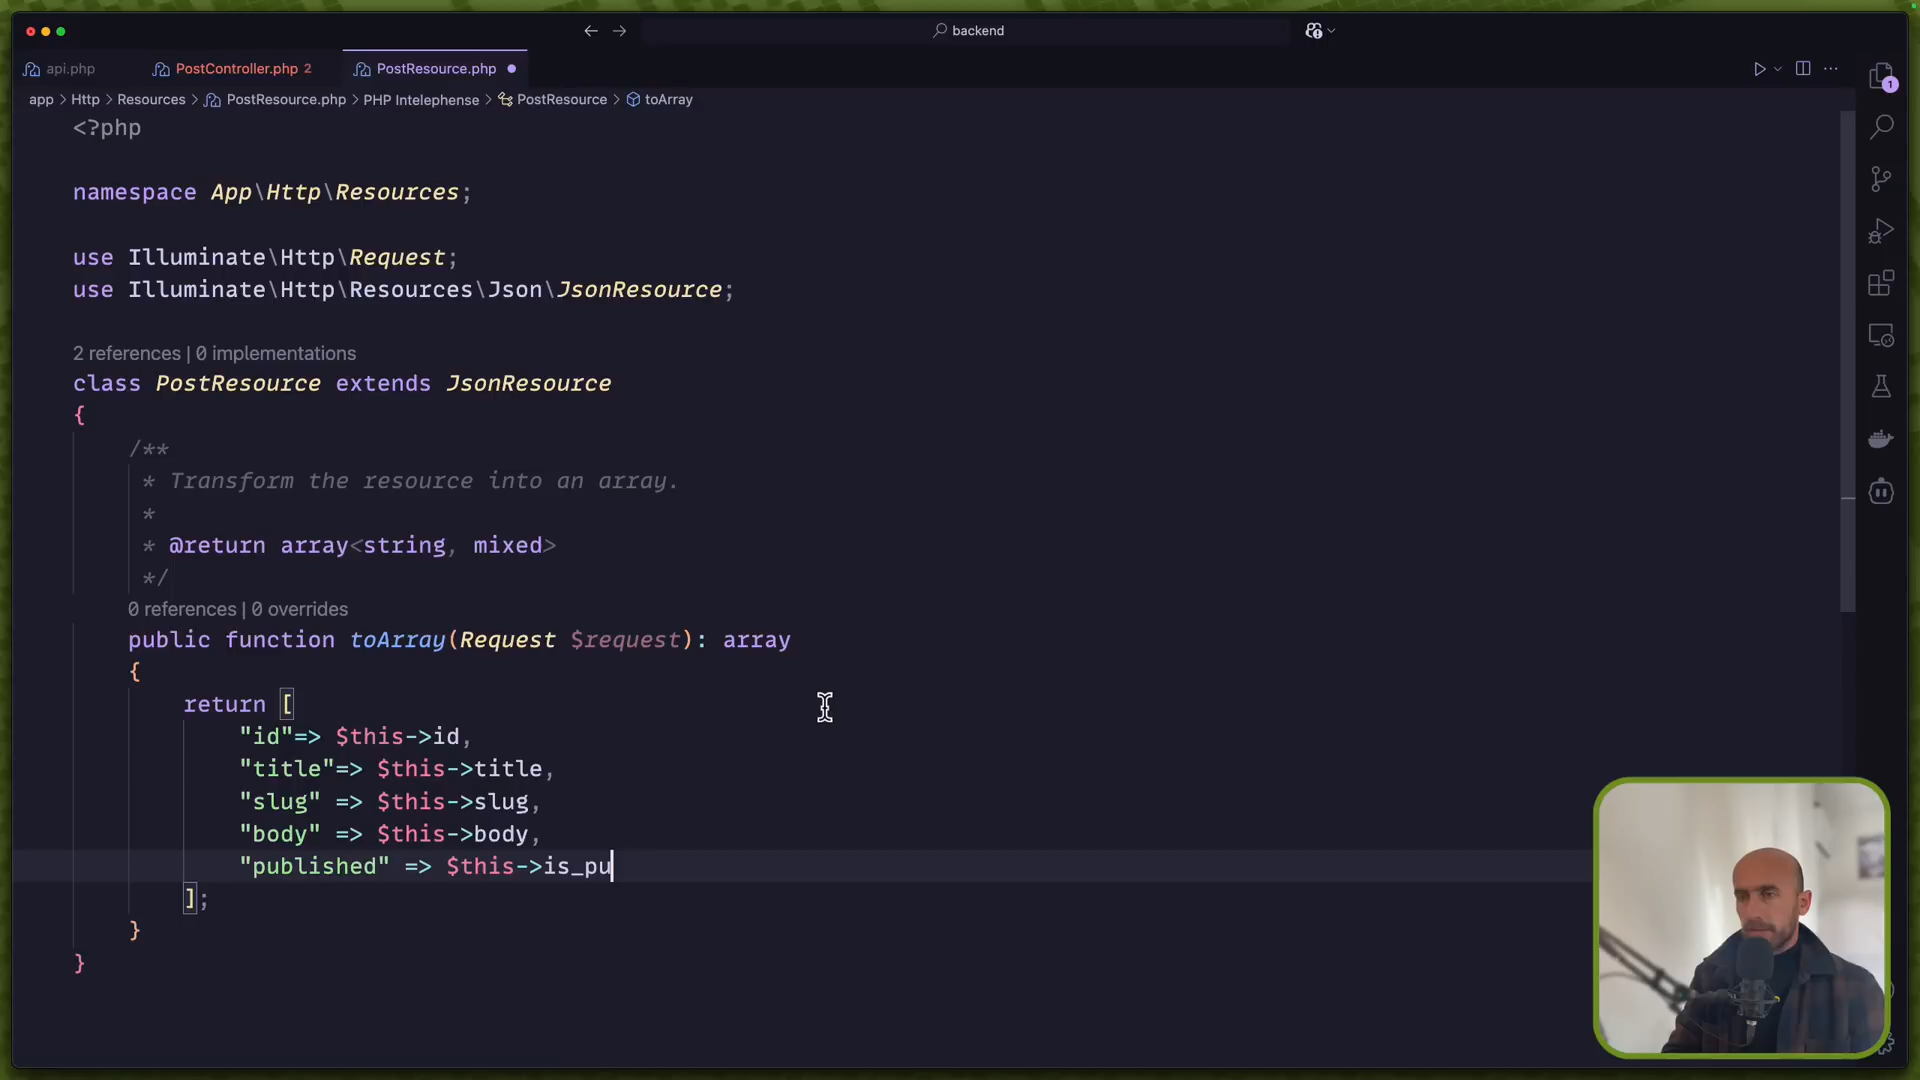 backend
api.php
PostController.php 2
PostResource.php
app > Http > Resources > PostResource.php > PHP Intelephense > PostResource > toArray
1
<?php
namespace App\Http\Resources;
use Illuminate\Http\Request;
use Illuminate\Http\Resources\Json\JsonResource;
2 references | 0 implementations
class PostResource extends JsonResource
{
/**
* Transform the resource into an array.
*
* @return array<string, mixed>
*/
0 references | 0 overrides
public function toArray(Request $request): array
{
return [
"id"=> $this->id,
"title"=> $this->title,
"slug" => $this->slug,
"body" => $this->body,
"published" => $this->is_pu
];
}
}